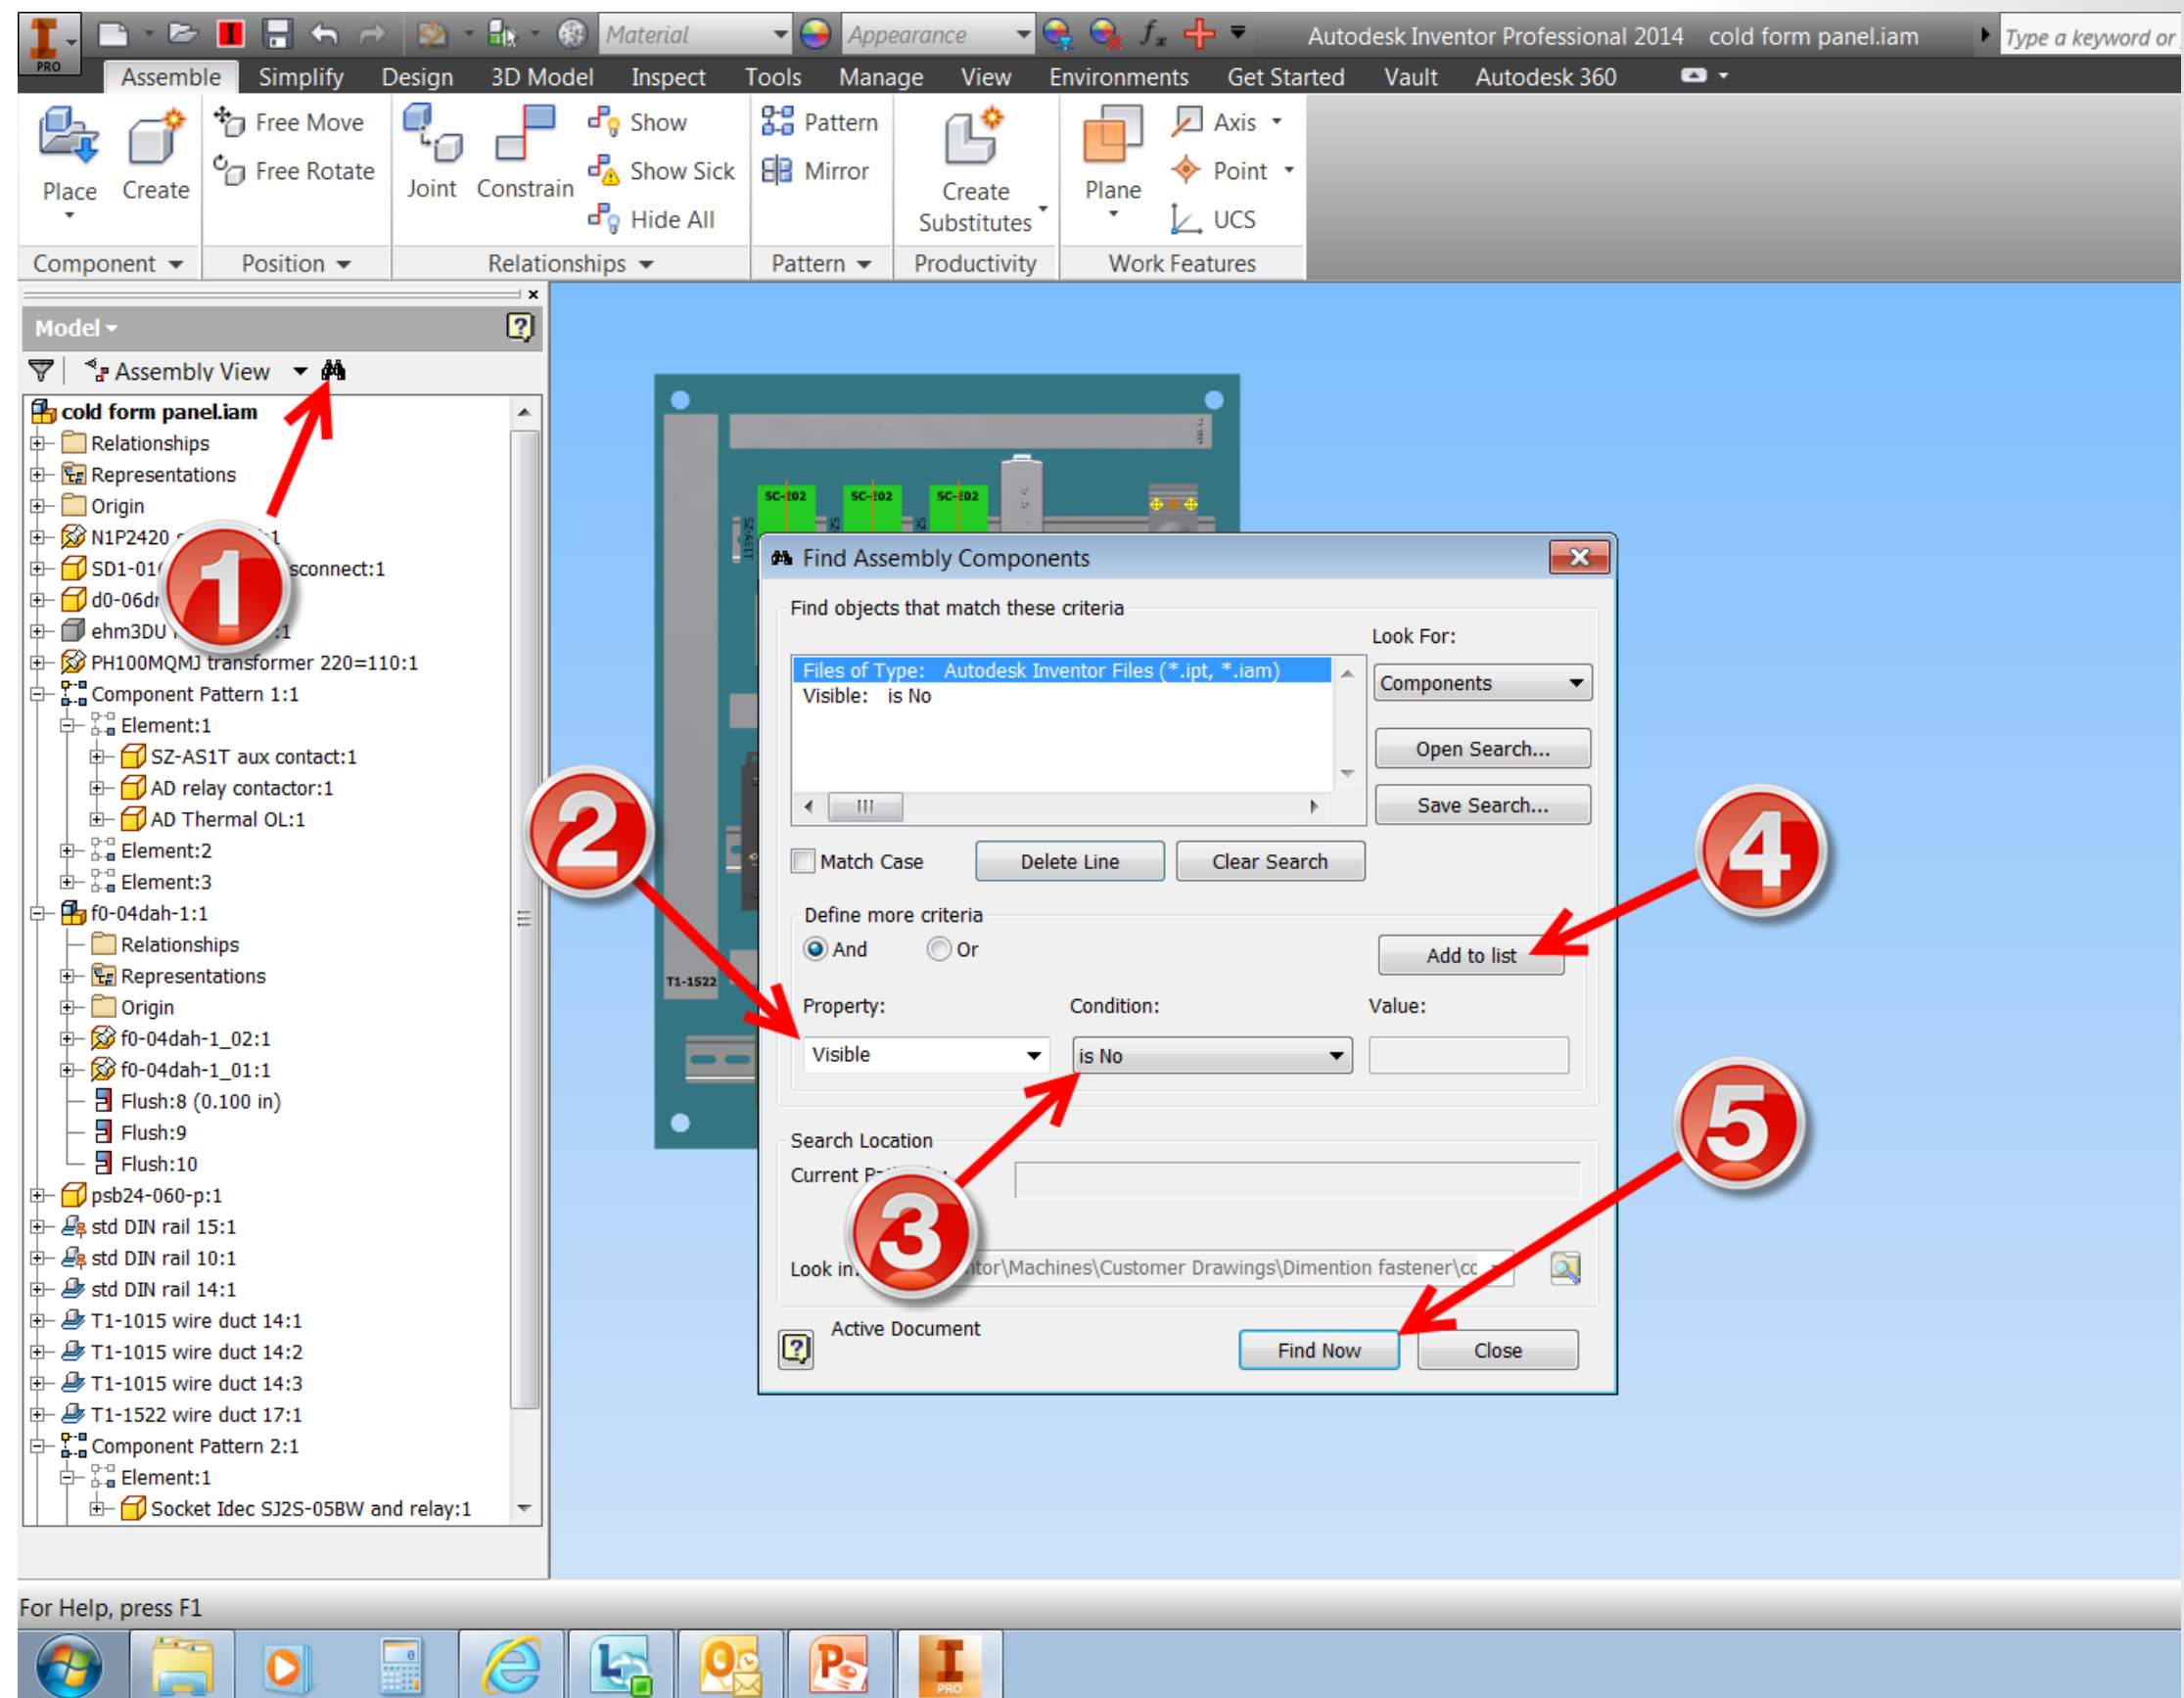 PRO
Material
Appearance
fx
Autodesk Inventor Professional 2014 cold form panel.iam
Type a keyword or
Assemble Simplify Design 3D Model Inspect Tools Manage View Environments Get Started Vault Autodesk 360
Place
Create
Free Move
Free Rotate
Joint
Constrain
Show
Show Sick
Hide All
Pattern
Mirror
Create
Substitutes
Plane
Axis
Point
UCS
Component Position Relationships Pattern Productivity Work Features
Model
Assembly View
cold form panel.iam
Relationships
Representations
Origin
N1P2420
SD1-01 sconnect:1
d0-06d
ehm3DU :1
PH100MQMJ transformer 220=110:1
Component Pattern 1:1
Element:1
SZ-AS1T aux contact:1
AD relay contactor:1
AD Thermal OL:1
Element:2
Element:3
f0-04dah-1:1
Relationships
Representations
Origin
f0-04dah-1_02:1
f0-04dah-1_01:1
Flush:8 (0.100 in)
Flush:9
Flush:10
psb24-060-p:1
std DIN rail 15:1
std DIN rail 10:1
std DIN rail 14:1
T1-1015 wire duct 14:1
T1-1015 wire duct 14:2
T1-1015 wire duct 14:3
T1-1522 wire duct 17:1
Component Pattern 2:1
Element:1
Socket Idec SJ2S-05BW and relay:1
1
2
3
4
5
SC-E02 SC-E02 SC-E02
SZ-AS1T
T1-1522
Find Assembly Components
Find objects that match these criteria
Look For:
Files of Type: Autodesk Inventor Files (*.ipt, *.iam)
Visible: is No
Components
Open Search...
Save Search...
Match Case
Delete Line
Clear Search
Define more criteria
And
Or
Add to list
Property: Condition: Value:
Visible
is No
Search Location
Current
Look in: ntor\Machines\Customer Drawings\Dimention fastener\cc
Active Document
Find Now
Close
For Help, press F1
PRO